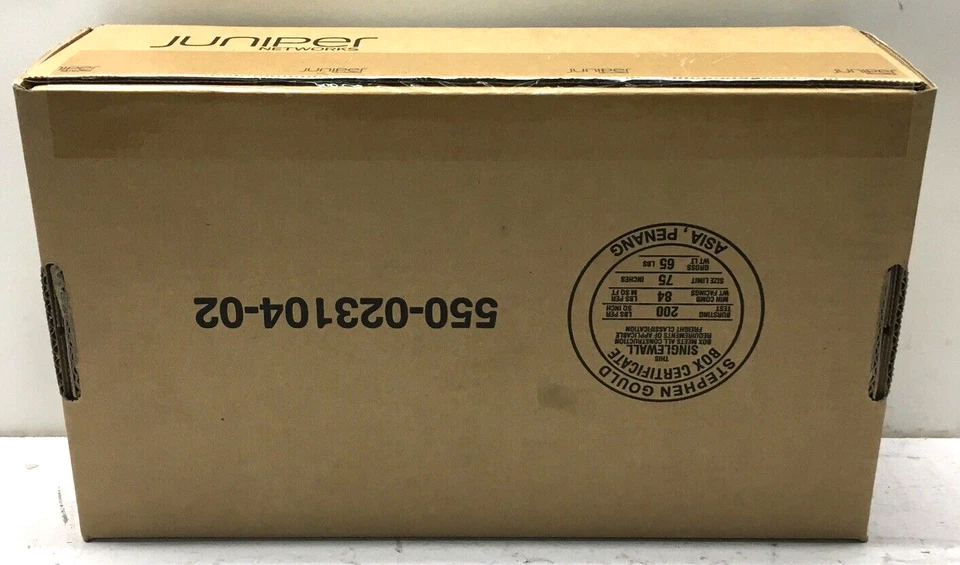 Juniper
NETWORKS
Juniper
Juniper
Juniper
Juniper
550-023104-02
STEPHEN GOULD
BOX CERTIFICATE
THIS
SINGLEWALL
BOX MEETS ALL CONSTRUCTION
REQUIREMENTS OF APPLICABLE
FREIGHT CLASSIFICATION
BURSTING TEST 200 LBS PER SQ INCH
MIN COMB WT FACINGS 84 LBS PER M SQ FT
SIZE LIMIT 75 INCHES
GROSS WT LT 65 LBS
ASIA, PENANG